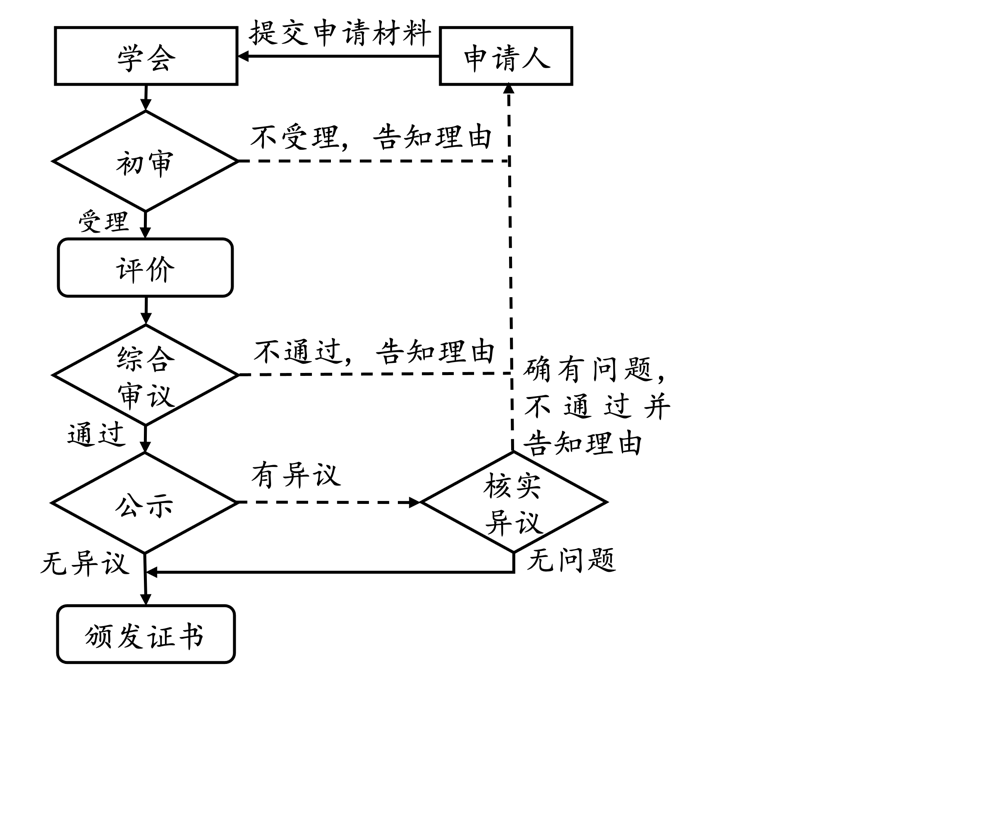 提交申请材料
学会
申请人
不受理，告知理由
初审
受理
评价
不通过，告知理由
综合
审议
确有问题，
不通过并
告知理由
通过
有异议
公示
核实
异议
无异议
无问题
颁发证书